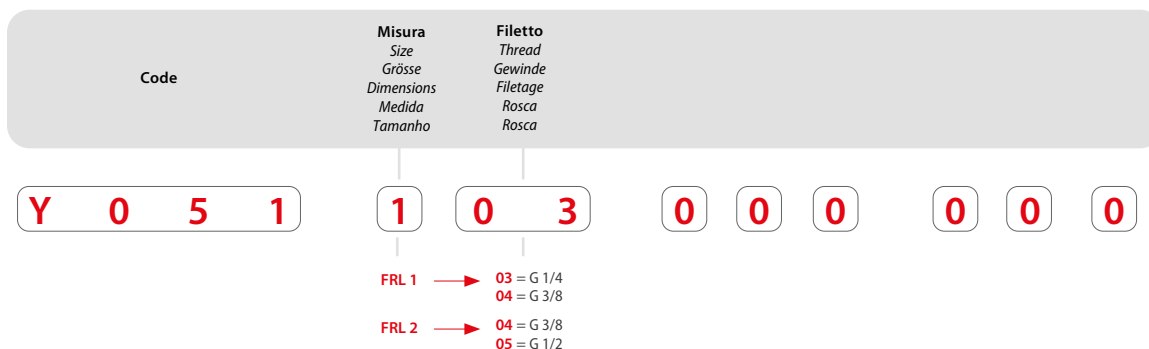 Code
Misura
Size
Grösse
Dimensions
Medida
Tamanho
Filetto
Thread
Gewinde
Filetage
Rosca
Rosca
Y 0 5 1 1 0 3 0 0 0 0 0 0
FRL 1 03 = G 1/4
04 = G 3/8
FRL 2 04 = G 3/8
05 = G 1/2